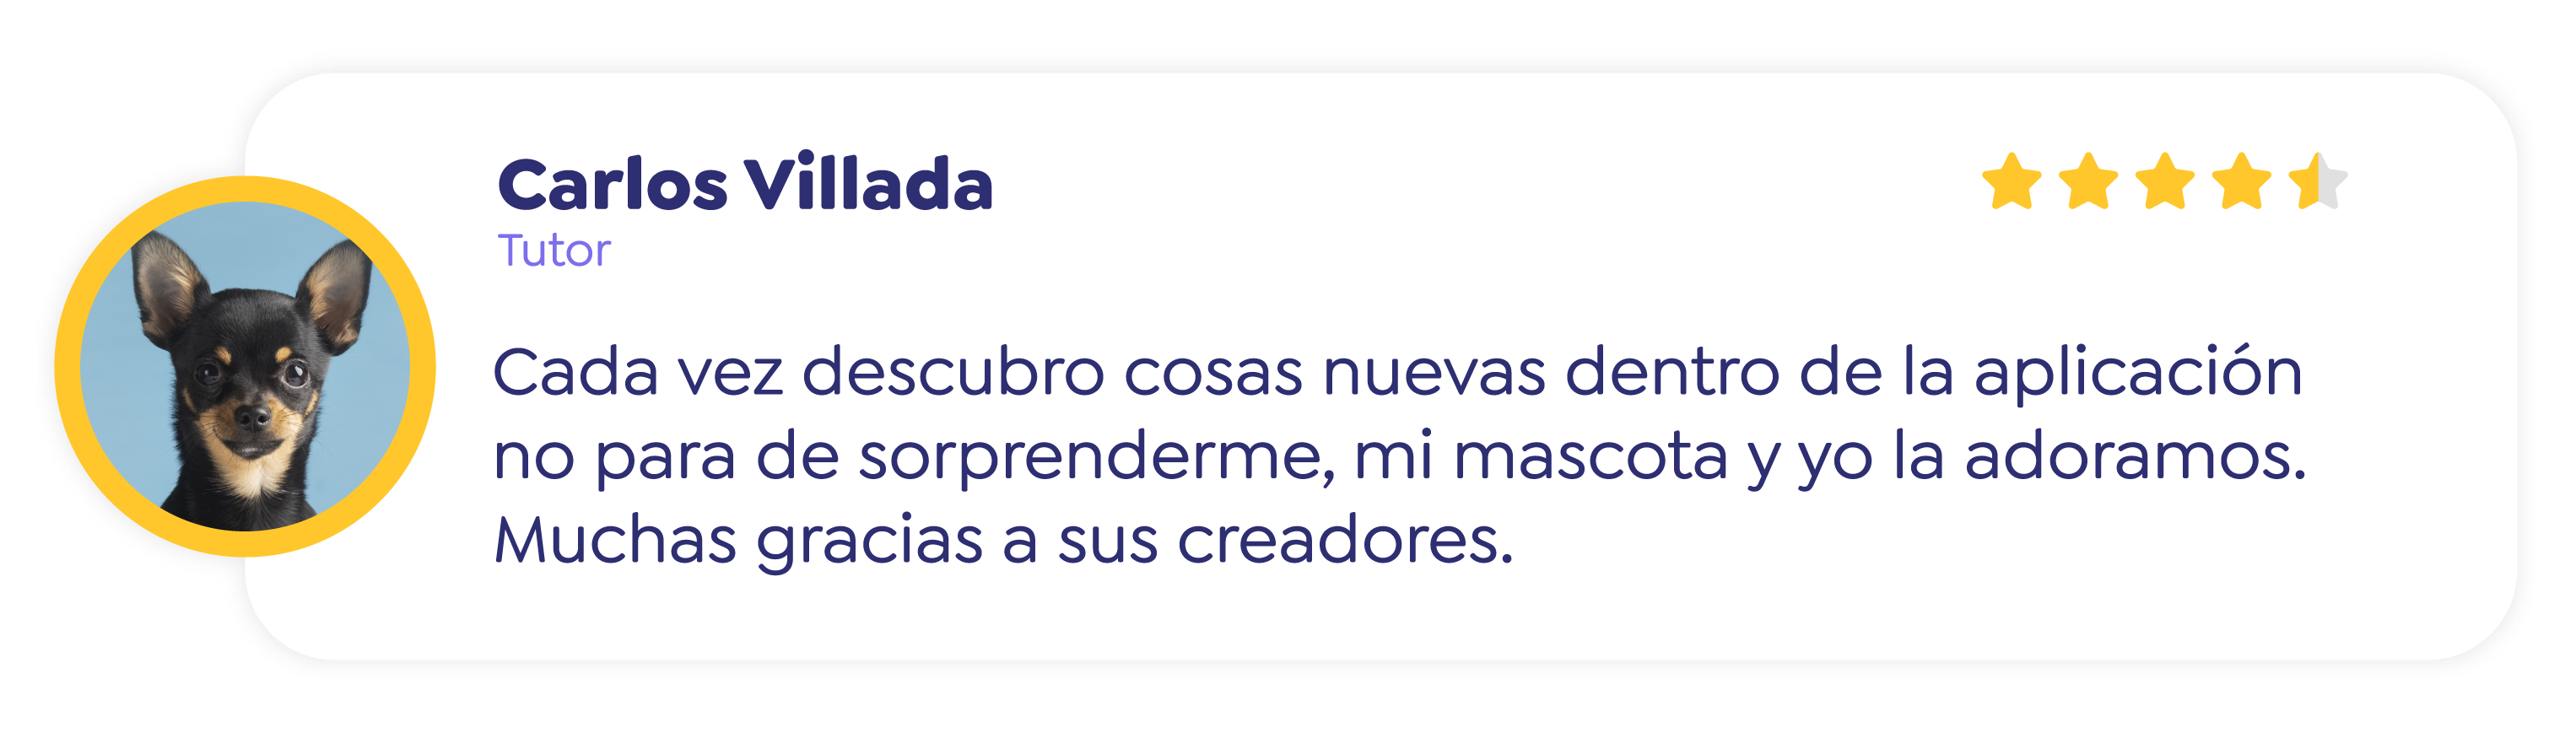 Carlos Villada
Tutor
Cada vez descubro cosas nuevas dentro de la aplicación
no para de sorprenderme, mi mascota y yo la adoramos.
Muchas gracias a sus creadores.